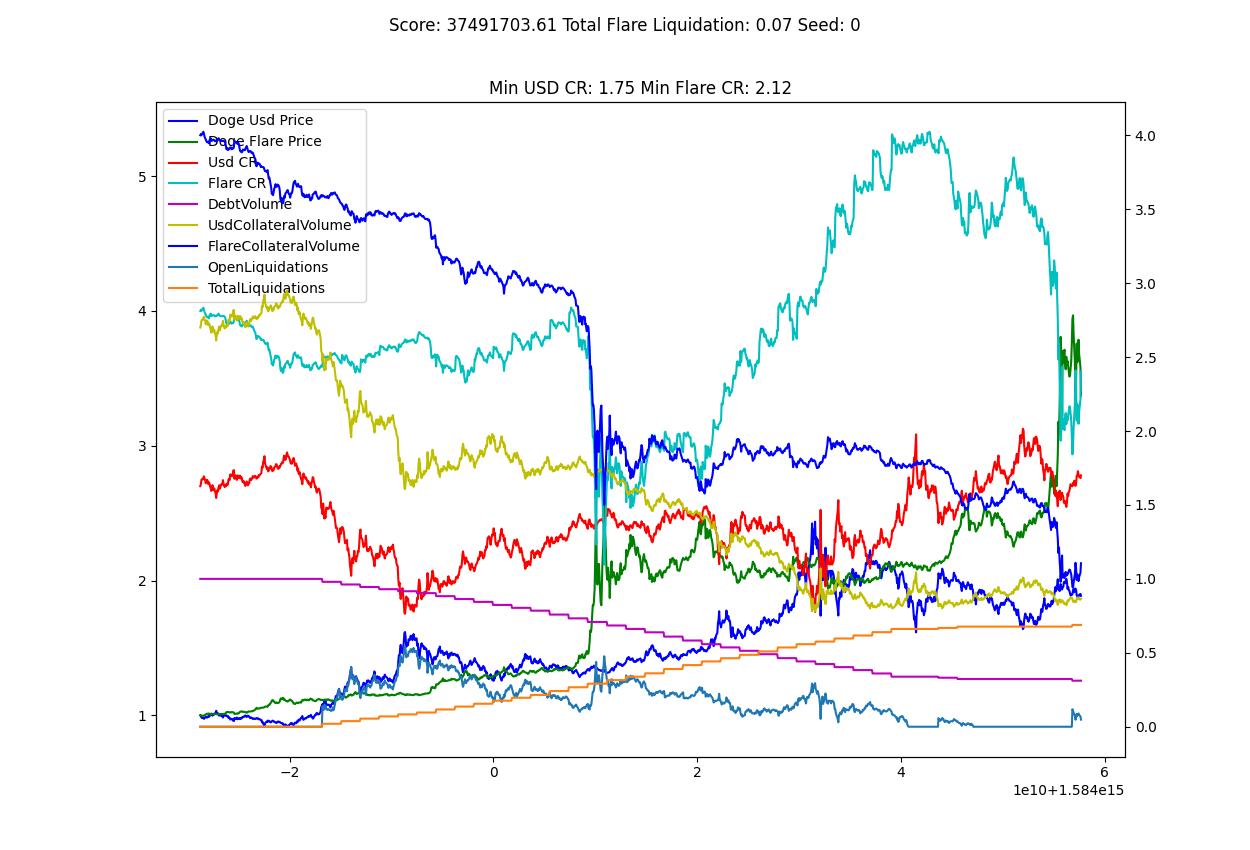 Score: 37491703.61 Total Flare Liquidation: 0.07 Seed: 0
Min USD CR: 1.75 Min Flare CR: 2.12
Doge Usd Price
Doge Flare Price
Usd CR
Flare CR
DebtVolume
UsdCollateralVolume
FlareCollateralVolume
OpenLiquidations
TotalLiquidations
5
4
3
2
1
4.0
3.5
3.0
2.5
2.0
1.5
1.0
0.5
0.0
−2
0
2
4
6
1e10+1.584e15